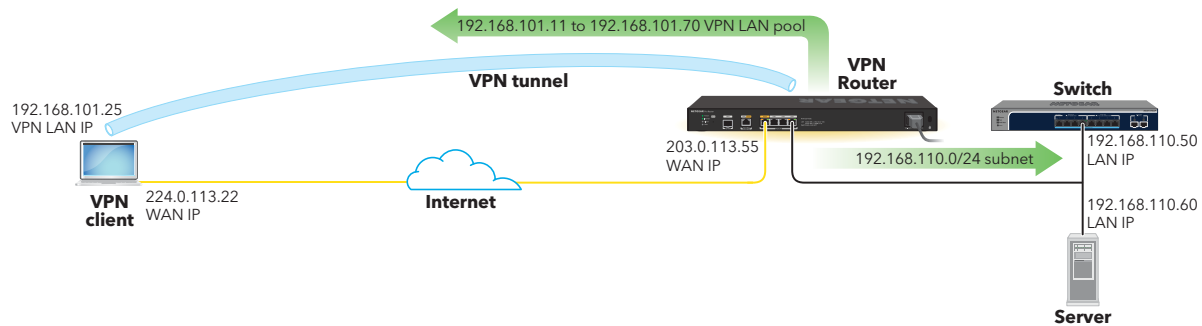 192.168.101.11 to 192.168.101.70 VPN LAN pool
VPN tunnel
VPN
Router
Switch
192.168.101.25
VPN LAN IP
NETGEAR
203.0.113.55
WAN IP
192.168.110.0/24 subnet
192.168.110.50
LAN IP
224.0.113.22
WAN IP
VPN
client
Internet
192.168.110.60
LAN IP
Server